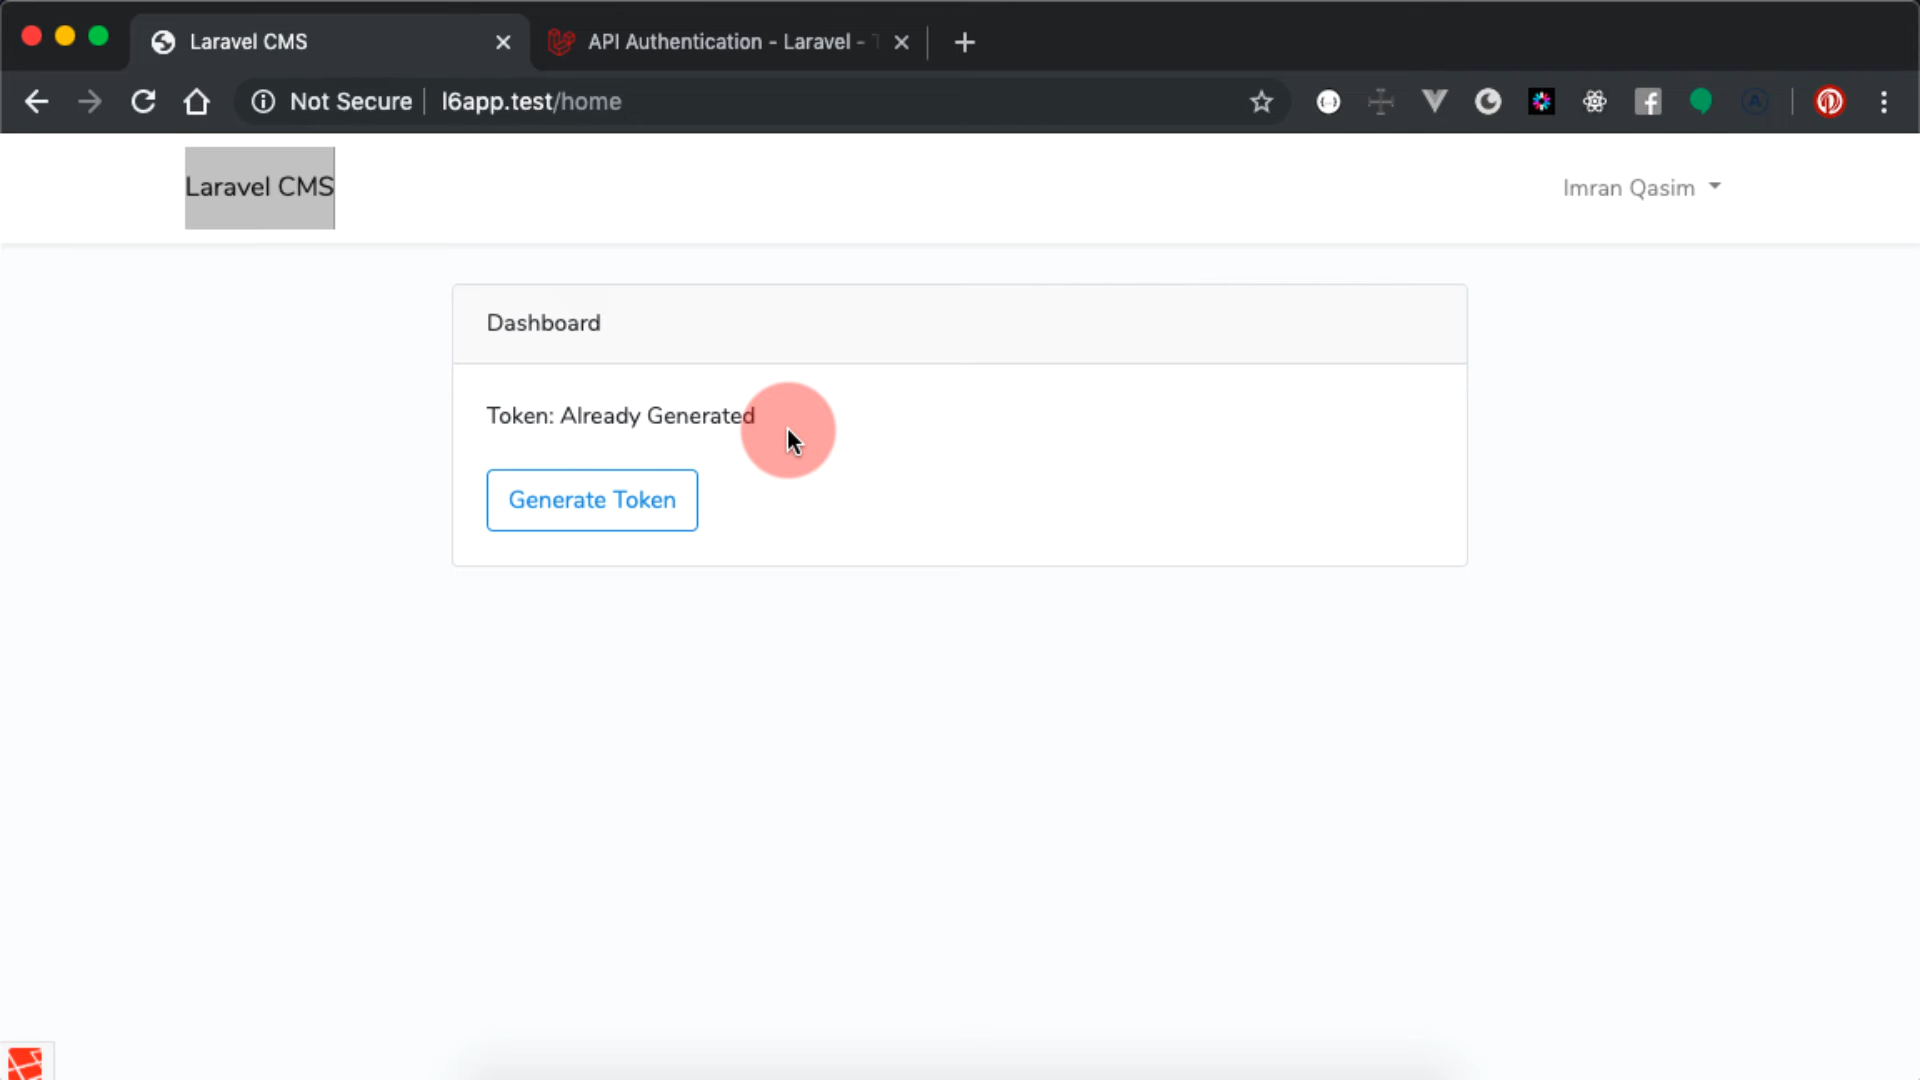 Laravel CMS
API Authentication - Laravel -
Not Secure
l6app.test/home
Laravel CMS
Imran Qasim
Dashboard
Token: Already Generated
Generate Token